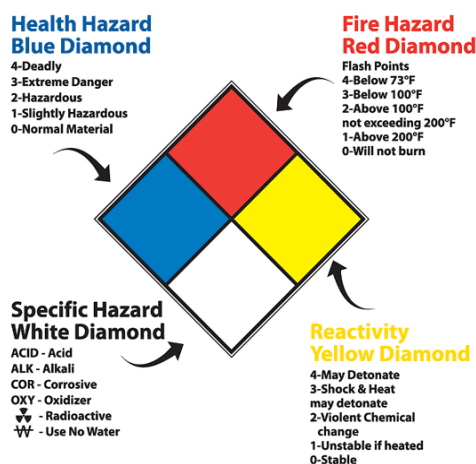 Health Hazard
Blue Diamond
4-Deadly
3-Extreme Danger
2-Hazardous
1-Slightly Hazardous
0-Normal Material
Fire Hazard
Red Diamond
Flash Points
4-Below 73°F
3-Below 100°F
2-Above 100°F
not exceeding 200°F
1-Above 200°F
0-Will not burn
Specific Hazard
White Diamond
ACID - Acid
ALK - Alkali
COR - Corrosive
OXY - Oxidizer
- Radioactive
W - Use No Water
Reactivity
Yellow Diamond
4-May Detonate
3-Shock & Heat
may detonate
2-Violent Chemical
change
1-Unstable if heated
0-Stable